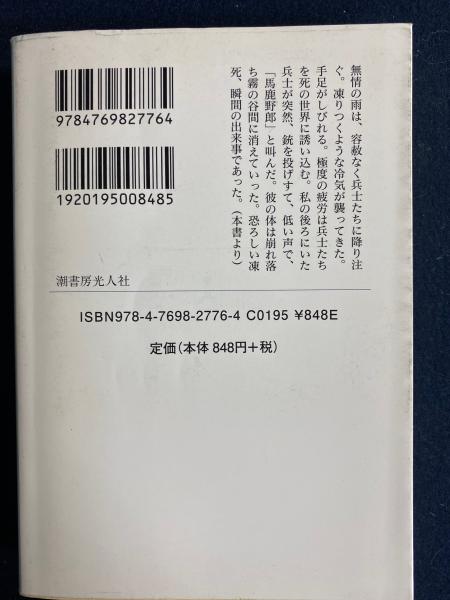 無情の雨は、容赦なく兵士たちに降り注
ぐ。凍りつくような冷気が襲ってきた。
手足がしびれる。極度の疲労は兵士たち
を死の世界に誘い込む。私の後ろにいた
兵士が突然、銃を投げすて、低い声で、
「馬鹿野郎」と叫んだ。彼の体は崩れ落
ち霧の谷間に消えていった。恐ろしい凍
死、瞬間の出来事であった。（本書より）
9784769827764
1920195008485
潮書房光人社
ISBN978-4-7698-2776-4 C0195 ¥848E
定価（本体 848円＋税）